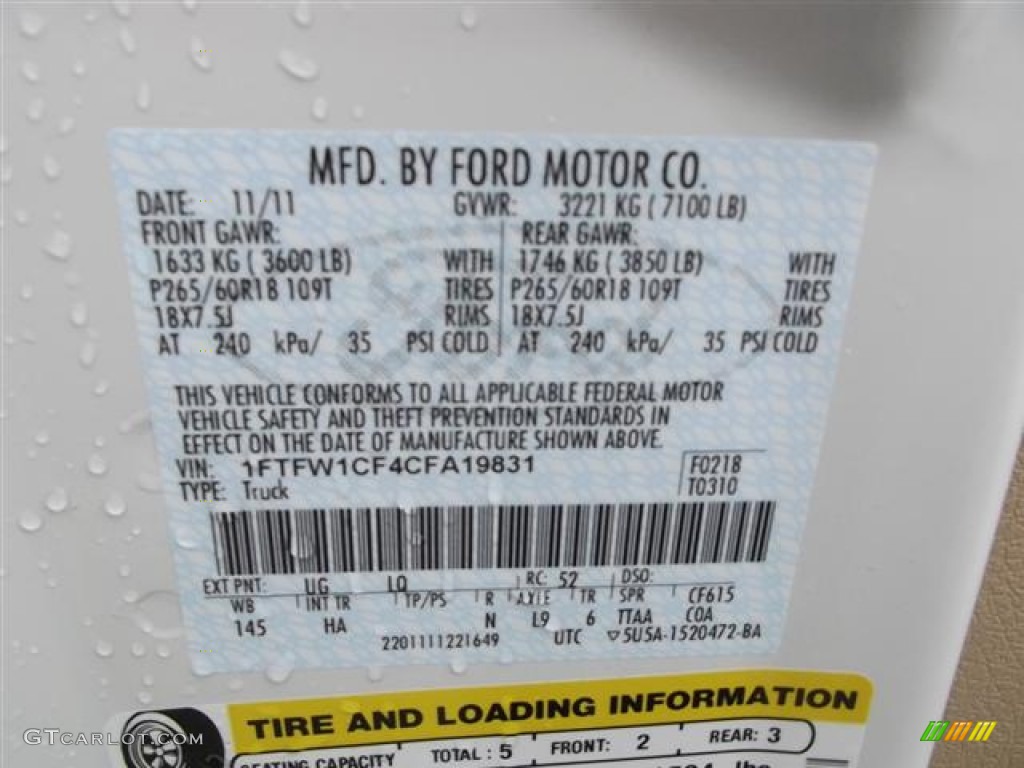 MFD. BY FORD MOTOR CO.
DATE: 11/11 GVWR: 3221 KG ( 7100 LB)
FRONT GAWR: REAR GAWR:
1633 KG ( 3600 LB) WITH 1746 KG ( 3850 LB) WITH
P265/60R18 109T TIRES P265/60R18 109T TIRES
18X7.5J RIMS 18X7.5J RIMS
AT 240 kPa/ 35 PSI COLD AT 240 kPa/ 35 PSI COLD
THIS VEHICLE CONFORMS TO ALL APPLICABLE FEDERAL MOTOR
VEHICLE SAFETY AND THEFT PREVENTION STANDARDS IN
EFFECT ON THE DATE OF MANUFACTURE SHOWN ABOVE.
VIN: 1FTFW1CF4CFA19831 F0218
TYPE: Truck T0310
EXT PNT: UG LQ RC: 52 DSO:
WB INT TR TP/PS R AXLE TR SPR CF615
145 HA N L9 6 TTAA COA
2201111221649 UTC ▽5U5A-1520472-BA
TIRE AND LOADING INFORMATION
SEATING CAPACITY TOTAL: 5 FRONT: 2 REAR: 3
GTCarLot.com